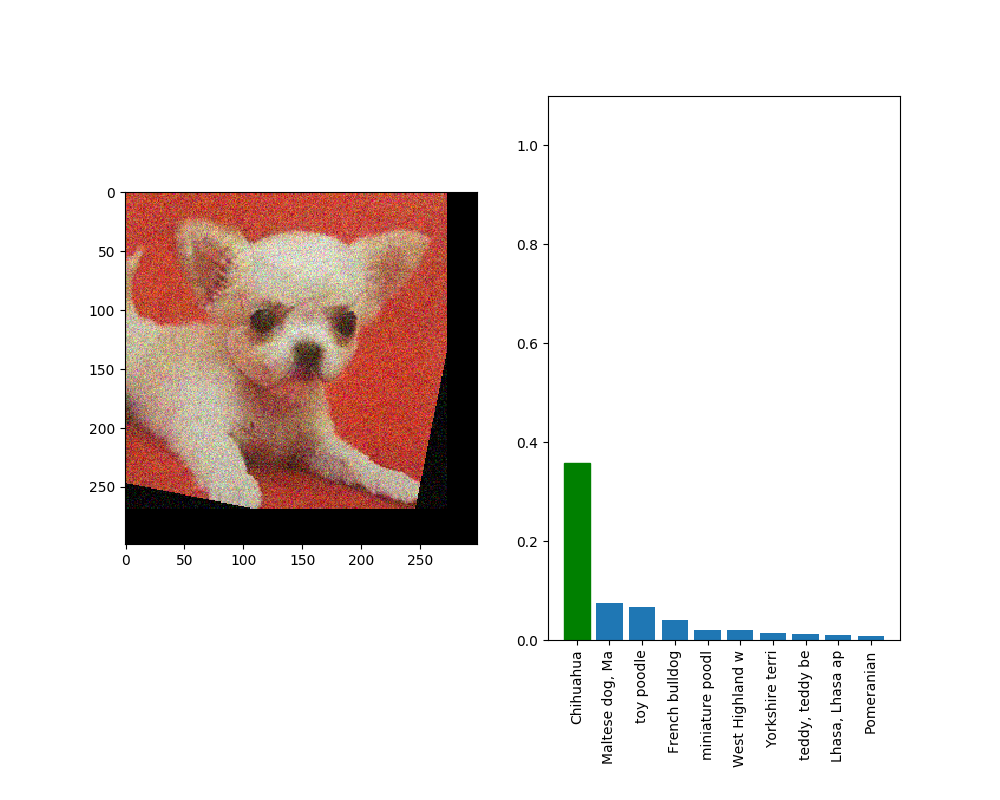 0
50
100
150
200
250
0 50 100 150 200 250
1.0
0.8
0.6
0.4
0.2
0.0
Chihuahua
Maltese dog, Ma
toy poodle
French bulldog
miniature poodl
West Highland w
Yorkshire terri
teddy, teddy be
Lhasa, Lhasa ap
Pomeranian